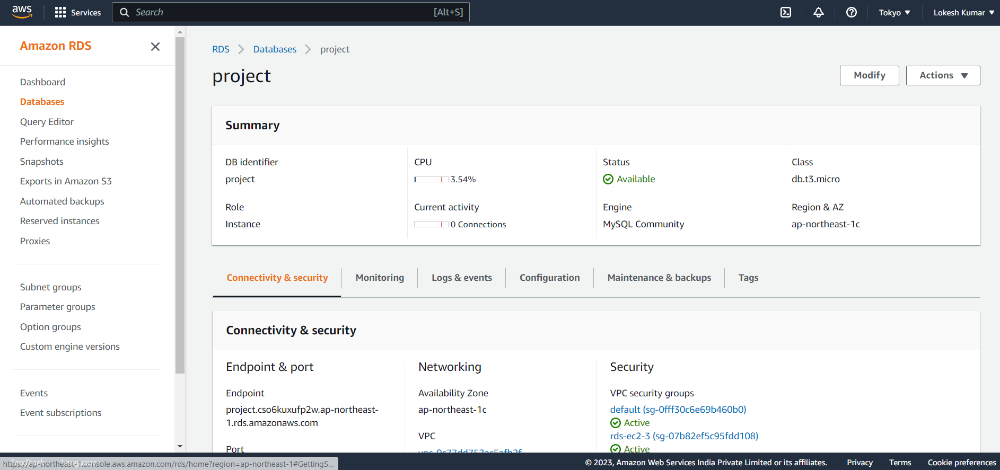 aws
Services
Search
[Alt+S]
Tokyo
Lokesh Kumar
Amazon RDS
Dashboard
Databases
Query Editor
Performance insights
Snapshots
Exports in Amazon S3
Automated backups
Reserved instances
Proxies
Subnet groups
Parameter groups
Option groups
Custom engine versions
Events
Event subscriptions
RDS
Databases
project
project
Modify
Actions
Summary
DB identifier
project
CPU
3.54%
Status
Available
Class
db.t3.micro
Role
Instance
Current activity
0 Connections
Engine
MySQL Community
Region & AZ
ap-northeast-1c
Connectivity & security
Monitoring
Logs & events
Configuration
Maintenance & backups
Tags
Connectivity & security
Endpoint & port
Endpoint
project.cso6kuxufp2w.ap-northeast-
1.rds.amazonaws.com
Port
Networking
Availability Zone
ap-northeast-1c
VPC
Security
VPC security groups
default (sg-0fff30c6e69b460b0)
Active
rds-ec2-3 (sg-07b82ef5c95fdd108)
Active
https://ap-northeast-1.console.aws.amazon.com/rds/home?region=ap-northeast-1#GettingS...
© 2023, Amazon Web Services India Private Limited or its affiliates.
Privacy
Terms
Cookie preferences